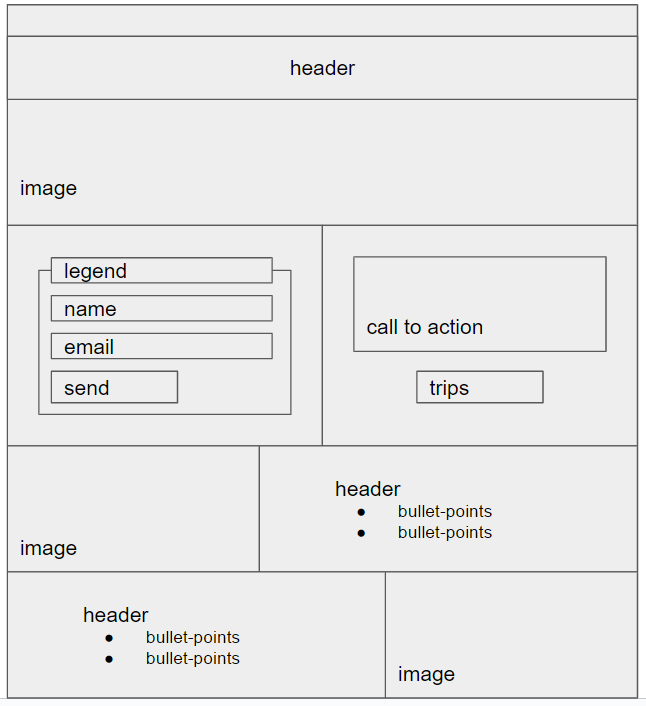 header
image
legend
name
email
send
call to action
trips
image
header
● bullet-points
● bullet-points
header
● bullet-points
● bullet-points
image